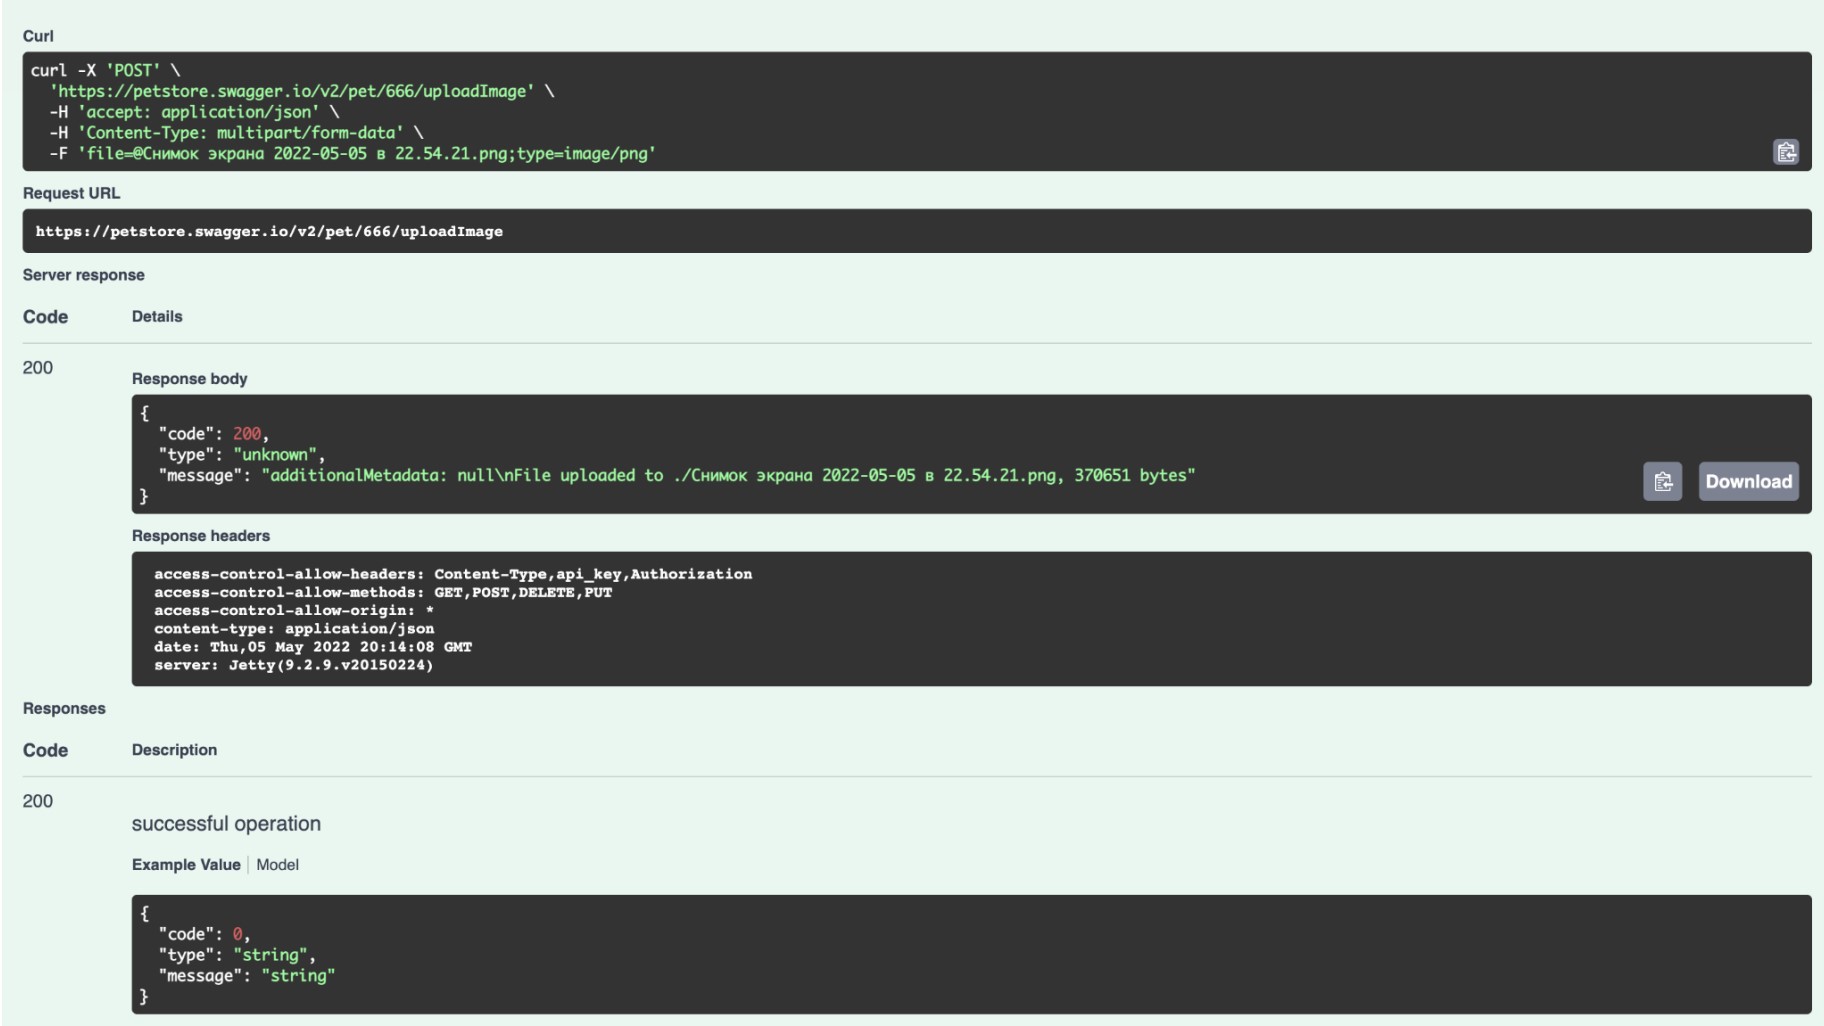 Curl
curl -X 'POST' \
'https://petstore.swagger.io/v2/pet/666/uploadImage' \
-H 'accept: application/json' \
-H 'Content-Type: multipart/form-data' \
-F 'file=@Снимок экрана 2022-05-05 в 22.54.21.png;type=image/png'
Request URL
https://petstore.swagger.io/v2/pet/666/uploadImage
Server response
Code Details
200
Response body
{
"code": 200,
"type": "unknown",
"message": "additionalMetadata: null\nFile uploaded to ./Снимок экрана 2022-05-05 в 22.54.21.png, 370651 bytes"
}
Download
Response headers
access-control-allow-headers: Content-Type,api_key,Authorization
access-control-allow-methods: GET,POST,DELETE,PUT
access-control-allow-origin: *
content-type: application/json
date: Thu,05 May 2022 20:14:08 GMT
server: Jetty(9.2.9.v20150224)
Responses
Code Description
200
successful operation
Example Value Model
{
"code": 0,
"type": "string",
"message": "string"
}